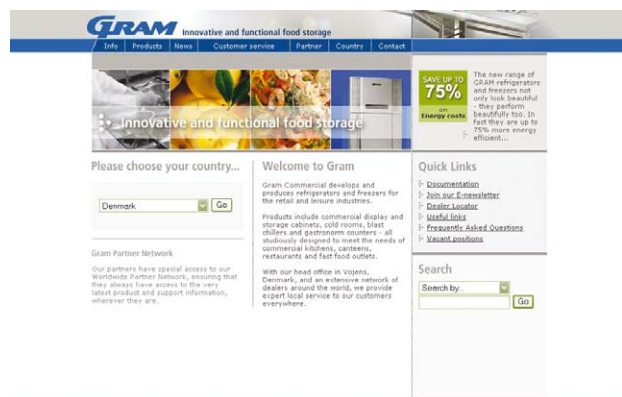 GRAM Innovative and functional food storage
Info Products News Customer service Partner Country Contact
Innovative and functional food storage
SAVE UP TO
75%
on
Energy costs
The new range of
GRAM refrigerators
and freezers not
only look beautiful
- they perform
beautifully too. In
fact they are up to
75% more energy
efficient...
Please choose your country...
Denmark Go
Gram Partner Network
Our partners have special access to our
Worldwide Partner Network, ensuring that
they always have access to the very
latest product and support information,
wherever they are.
Welcome to Gram
Gram Commercial develops and
produces refrigerators and freezers for
the retail and leisure industries.
Products include commercial display and
storage cabinets, cold rooms, blast
chillers and gastronorm counters - all
studiously designed to meet the needs of
commercial kitchens, canteens,
restaurants and fast food outlets.
With our head office in Vojens,
Denmark, and an extensive network of
dealers around the world, we provide
expert local service to our customers
everywhere.
Quick Links
Documentation
Join our E-newsletter
Dealer Locator
Useful links
Frequently Asked Questions
Vacant positions
Search
Search by...
Go